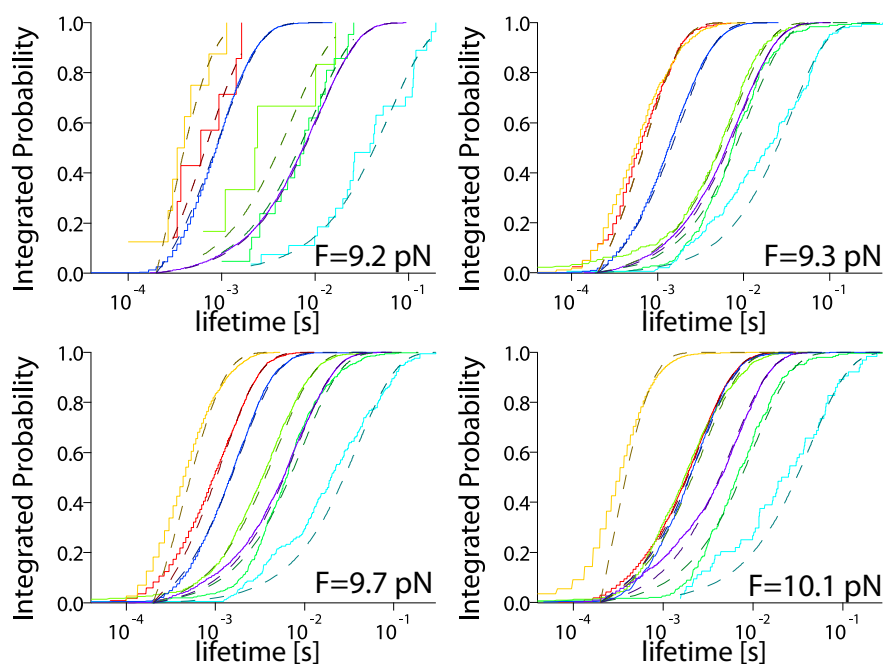 Integrated Probability
1.0
0.8
0.6
0.4
0.2
0.0
F=9.2 pN
10⁻⁴ 10⁻³ 10⁻² 10⁻¹
lifetime [s]
Integrated Probability
1.0
0.8
0.6
0.4
0.2
0.0
F=9.3 pN
10⁻⁴ 10⁻³ 10⁻² 10⁻¹
lifetime [s]
Integrated Probability
1.0
0.8
0.6
0.4
0.2
0.0
F=9.7 pN
10⁻⁴ 10⁻³ 10⁻² 10⁻¹
lifetime [s]
Integrated Probability
1.0
0.8
0.6
0.4
0.2
0.0
F=10.1 pN
10⁻⁴ 10⁻³ 10⁻² 10⁻¹
lifetime [s]